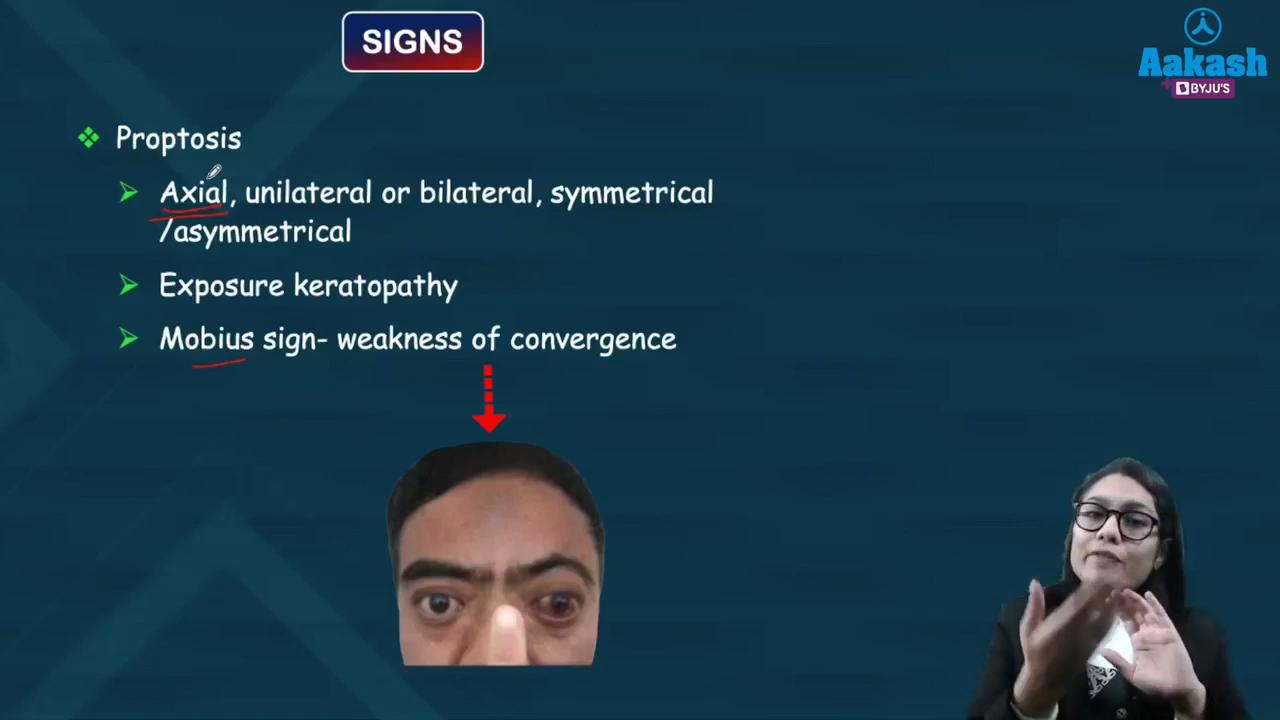 SIGNS
Aakash
BYJU'S
Proptosis
Axial, unilateral or bilateral, symmetrical
/asymmetrical
Exposure keratopathy
Mobius sign- weakness of convergence